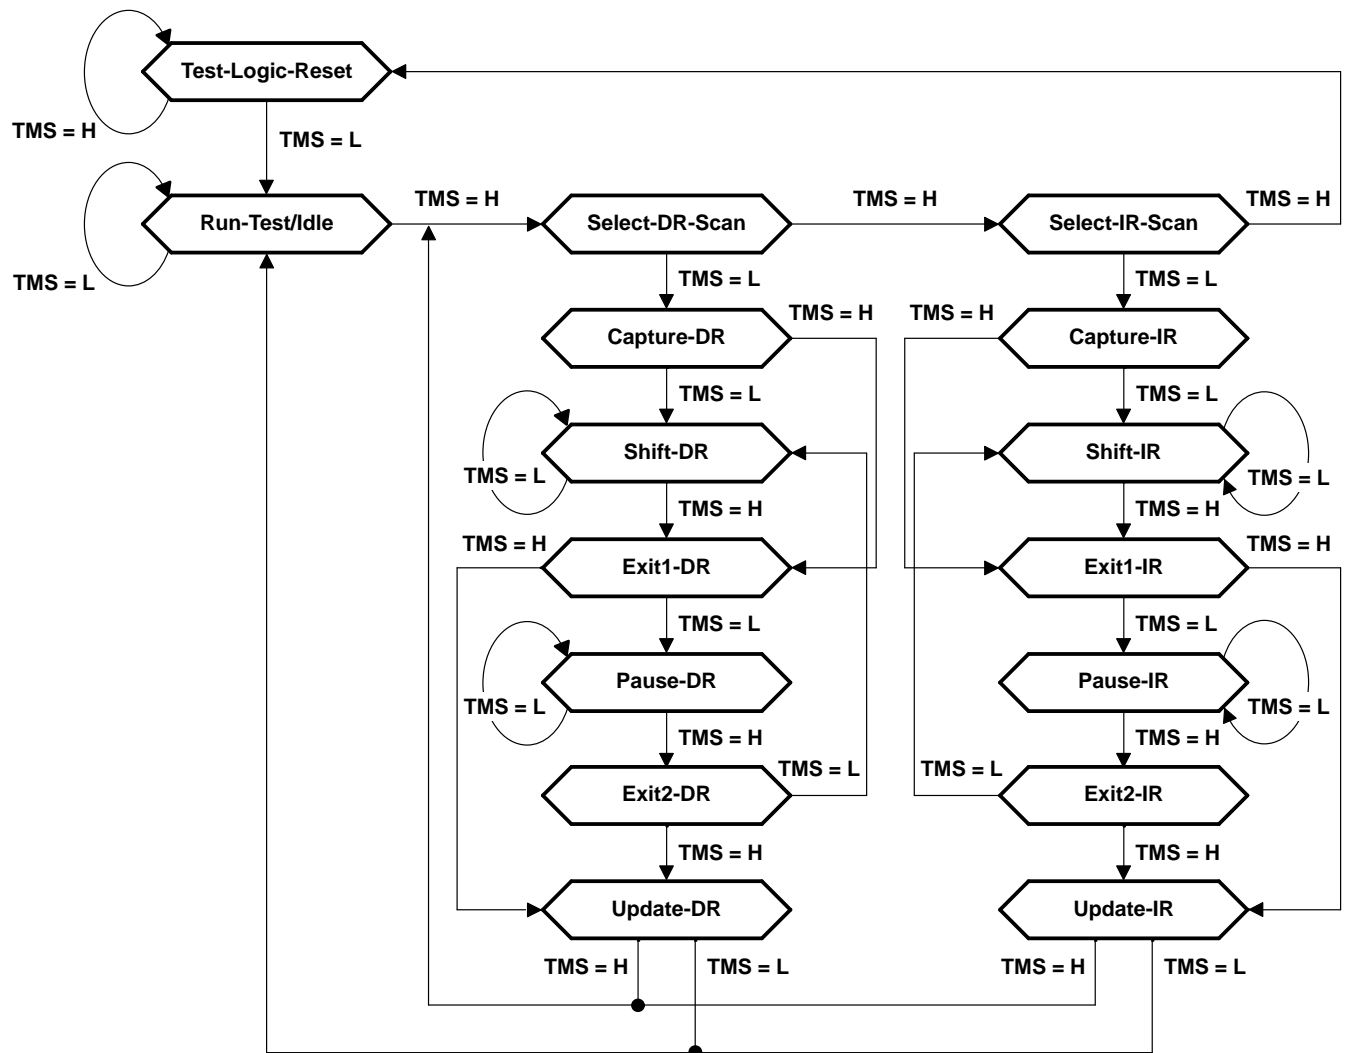 Test-Logic-Reset
TMS = H
TMS = L
TMS = H
TMS = H
TMS = H
Run-Test/Idle
Select-DR-Scan
Select-IR-Scan
TMS = L
TMS = L
TMS = L
TMS = H
TMS = H
Capture-DR
Capture-IR
TMS = L
TMS = L
Shift-DR
Shift-IR
TMS = L
TMS = L
TMS = H
TMS = H
TMS = H
TMS = H
Exit1-DR
Exit1-IR
TMS = L
TMS = L
Pause-DR
Pause-IR
TMS = L
TMS = L
TMS = H
TMS = H
TMS = L
TMS = L
Exit2-DR
Exit2-IR
TMS = H
TMS = H
Update-DR
Update-IR
TMS = H
TMS = L
TMS = H
TMS = L